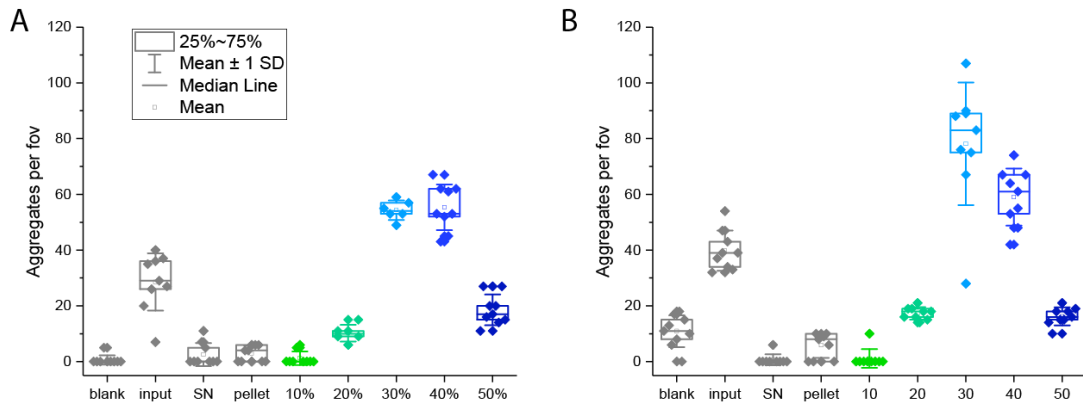 A
Aggregates per fov
120
100
80
60
40
20
0
25%~75%
Mean ± 1 SD
Median Line
Mean
blank input SN pellet 10% 20% 30% 40% 50%
B
Aggregates per fov
120
100
80
60
40
20
0
blank input SN pellet 10 20 30 40 50